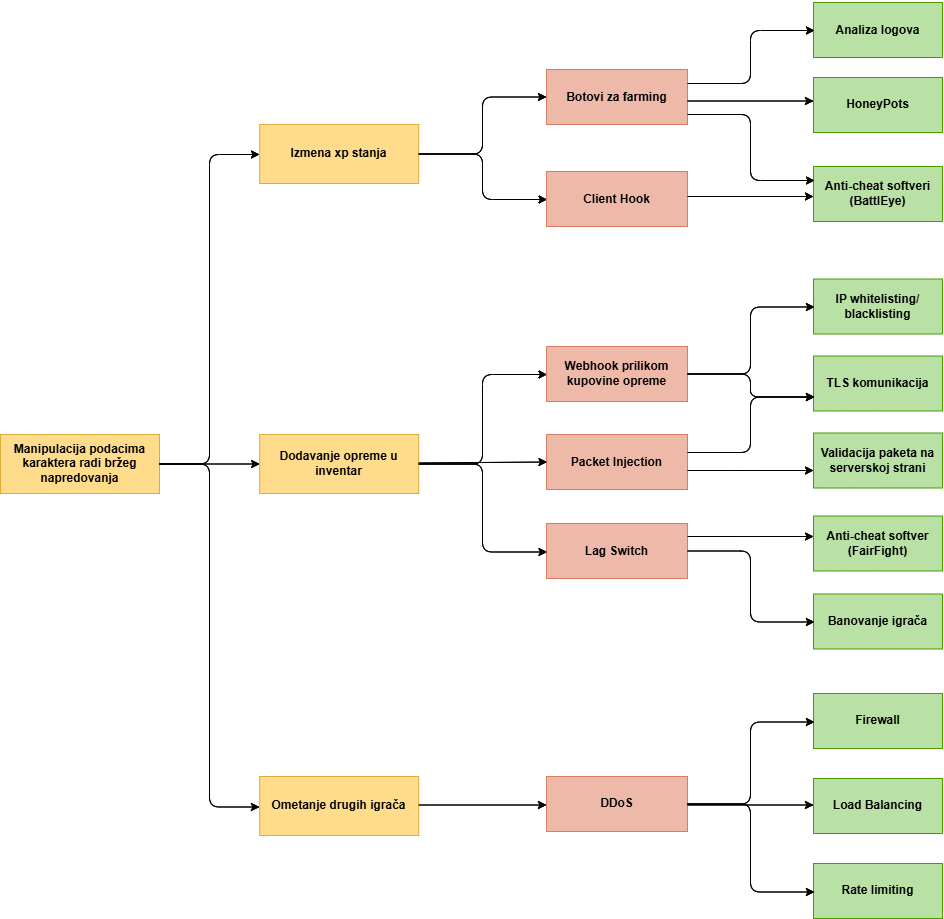 Analiza logova
Botovi za farming
HoneyPots
Izmena xp stanja
Anti-cheat softveri
(BattlEye)
Client Hook
IP whitelisting/
blacklisting
Webhook prilikom
kupovine opreme
TLS komunikacija
Manipulacija podacima
karaktera radi bržeg
napredovanja
Dodavanje opreme u
inventar
Packet Injection
Validacija paketa na
serverskoj strani
Lag Switch
Anti-cheat softver
(FairFight)
Banovanje igrača
Firewall
Ometanje drugih igrača
DDoS
Load Balancing
Rate limiting